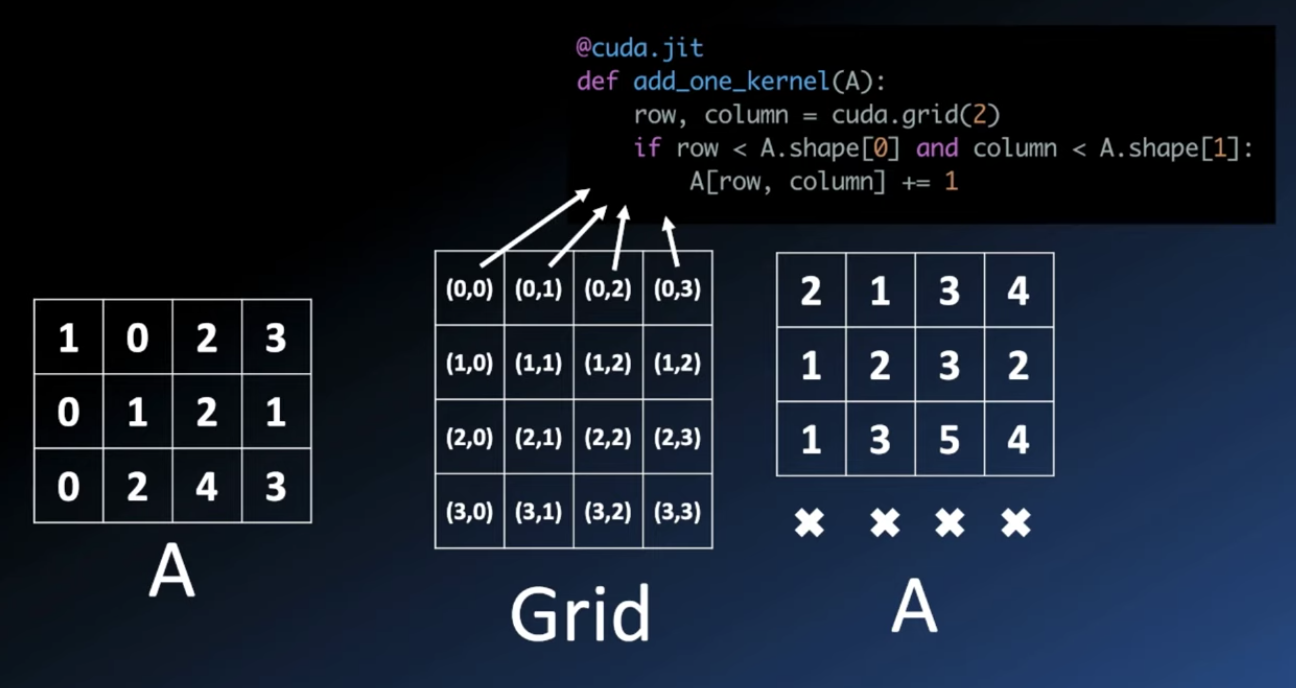 @cuda.jit
def add_one_kernel(A):
    row, column = cuda.grid(2)
    if row < A.shape[0] and column < A.shape[1]:
        A[row, column] += 1
1 0 2 3
0 1 2 1
0 2 4 3
A
(0,0) (0,1) (0,2) (0,3)
(1,0) (1,1) (1,2) (1,2)
(2,0) (2,1) (2,2) (2,3)
(3,0) (3,1) (3,2) (3,3)
Grid
2 1 3 4
1 2 3 2
1 3 5 4
✖ ✖ ✖ ✖
A